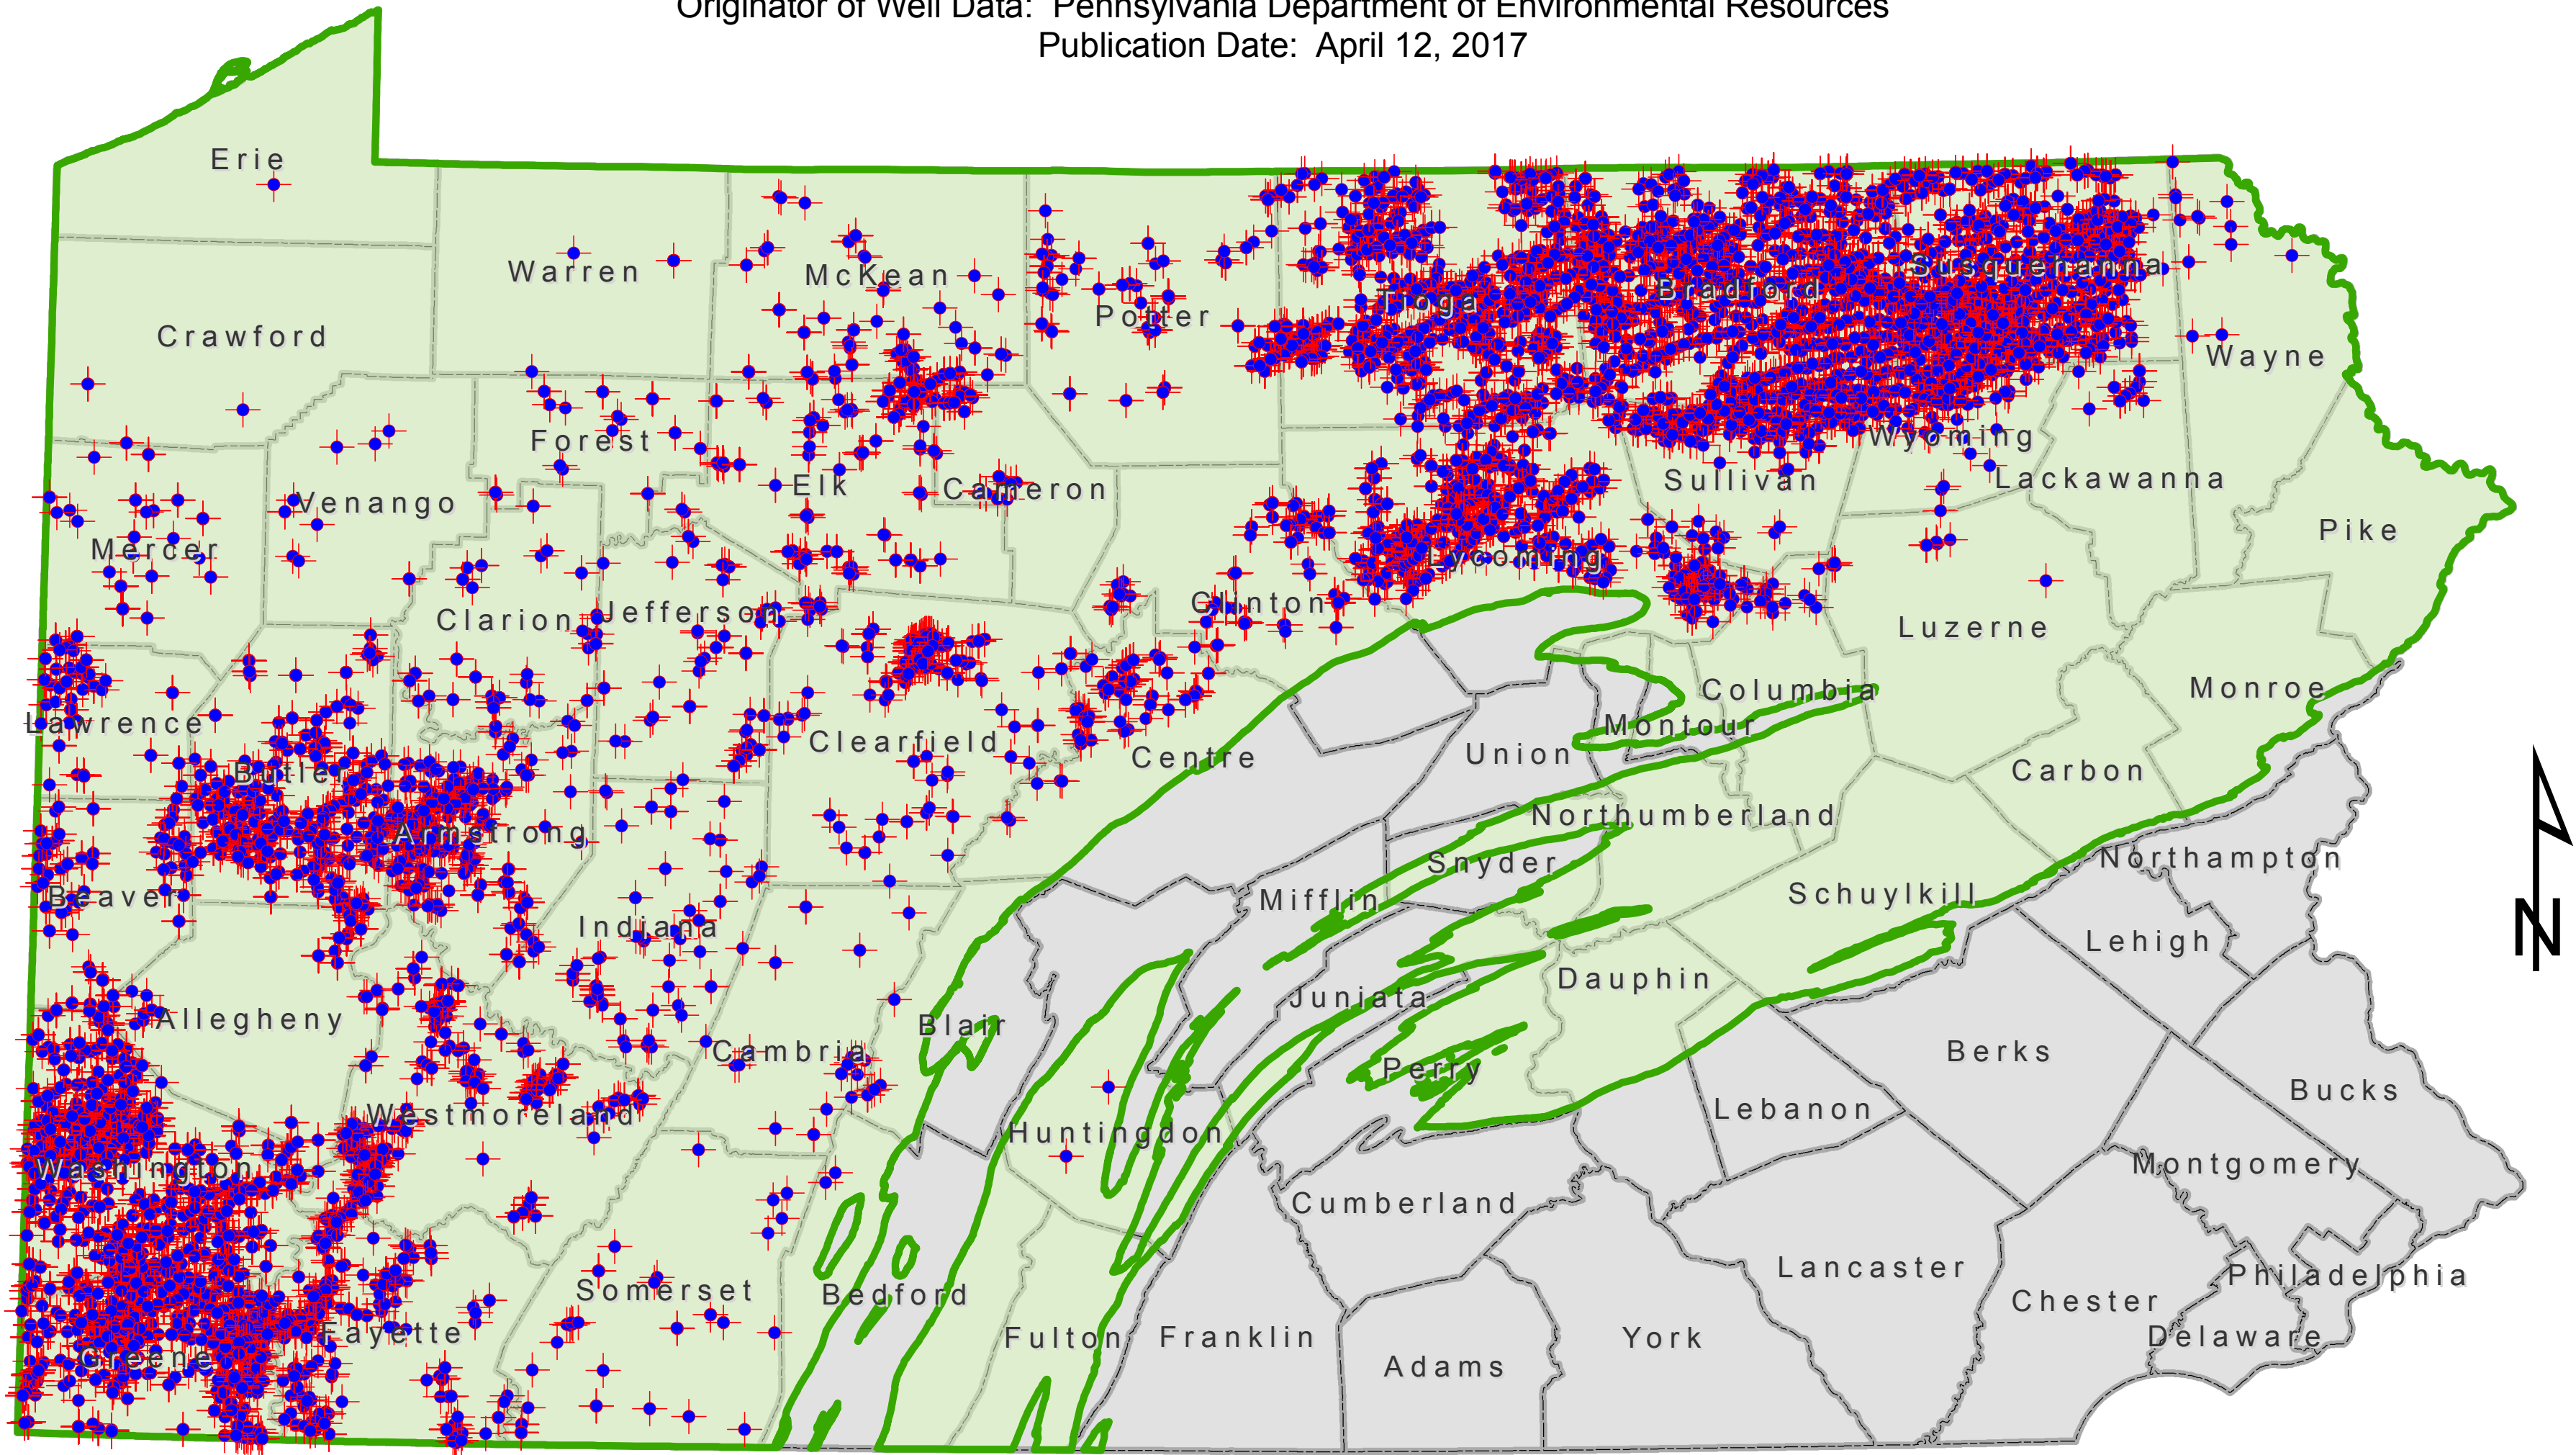 Originator of Well Data: Pennsylvania Department of Environmental Resources
Publication Date: April 12, 2017
Erie
Warren
McKean
Potter
Tioga
Bradford
Susquehanna
Crawford
Wayne
Forest
Wyoming
Venango
Elk
Cameron
Sullivan
Lackawanna
Mercer
Lycoming
Pike
Clarion
Jefferson
Clinton
Luzerne
Lawrence
Clearfield
Centre
Union
Montour
Columbia
Monroe
Butler
Carbon
Armstrong
Northumberland
Beaver
Indiana
Mifflin
Snyder
Schuylkill
Northampton
Lehigh
Allegheny
Blair
Juniata
Dauphin
Cambria
Perry
Berks
Westmoreland
Huntingdon
Lebanon
Bucks
Washington
Cumberland
Montgomery
Somerset
Bedford
Lancaster
Philadelphia
Fayette
Fulton
Franklin
York
Chester
Greene
Adams
Delaware
N